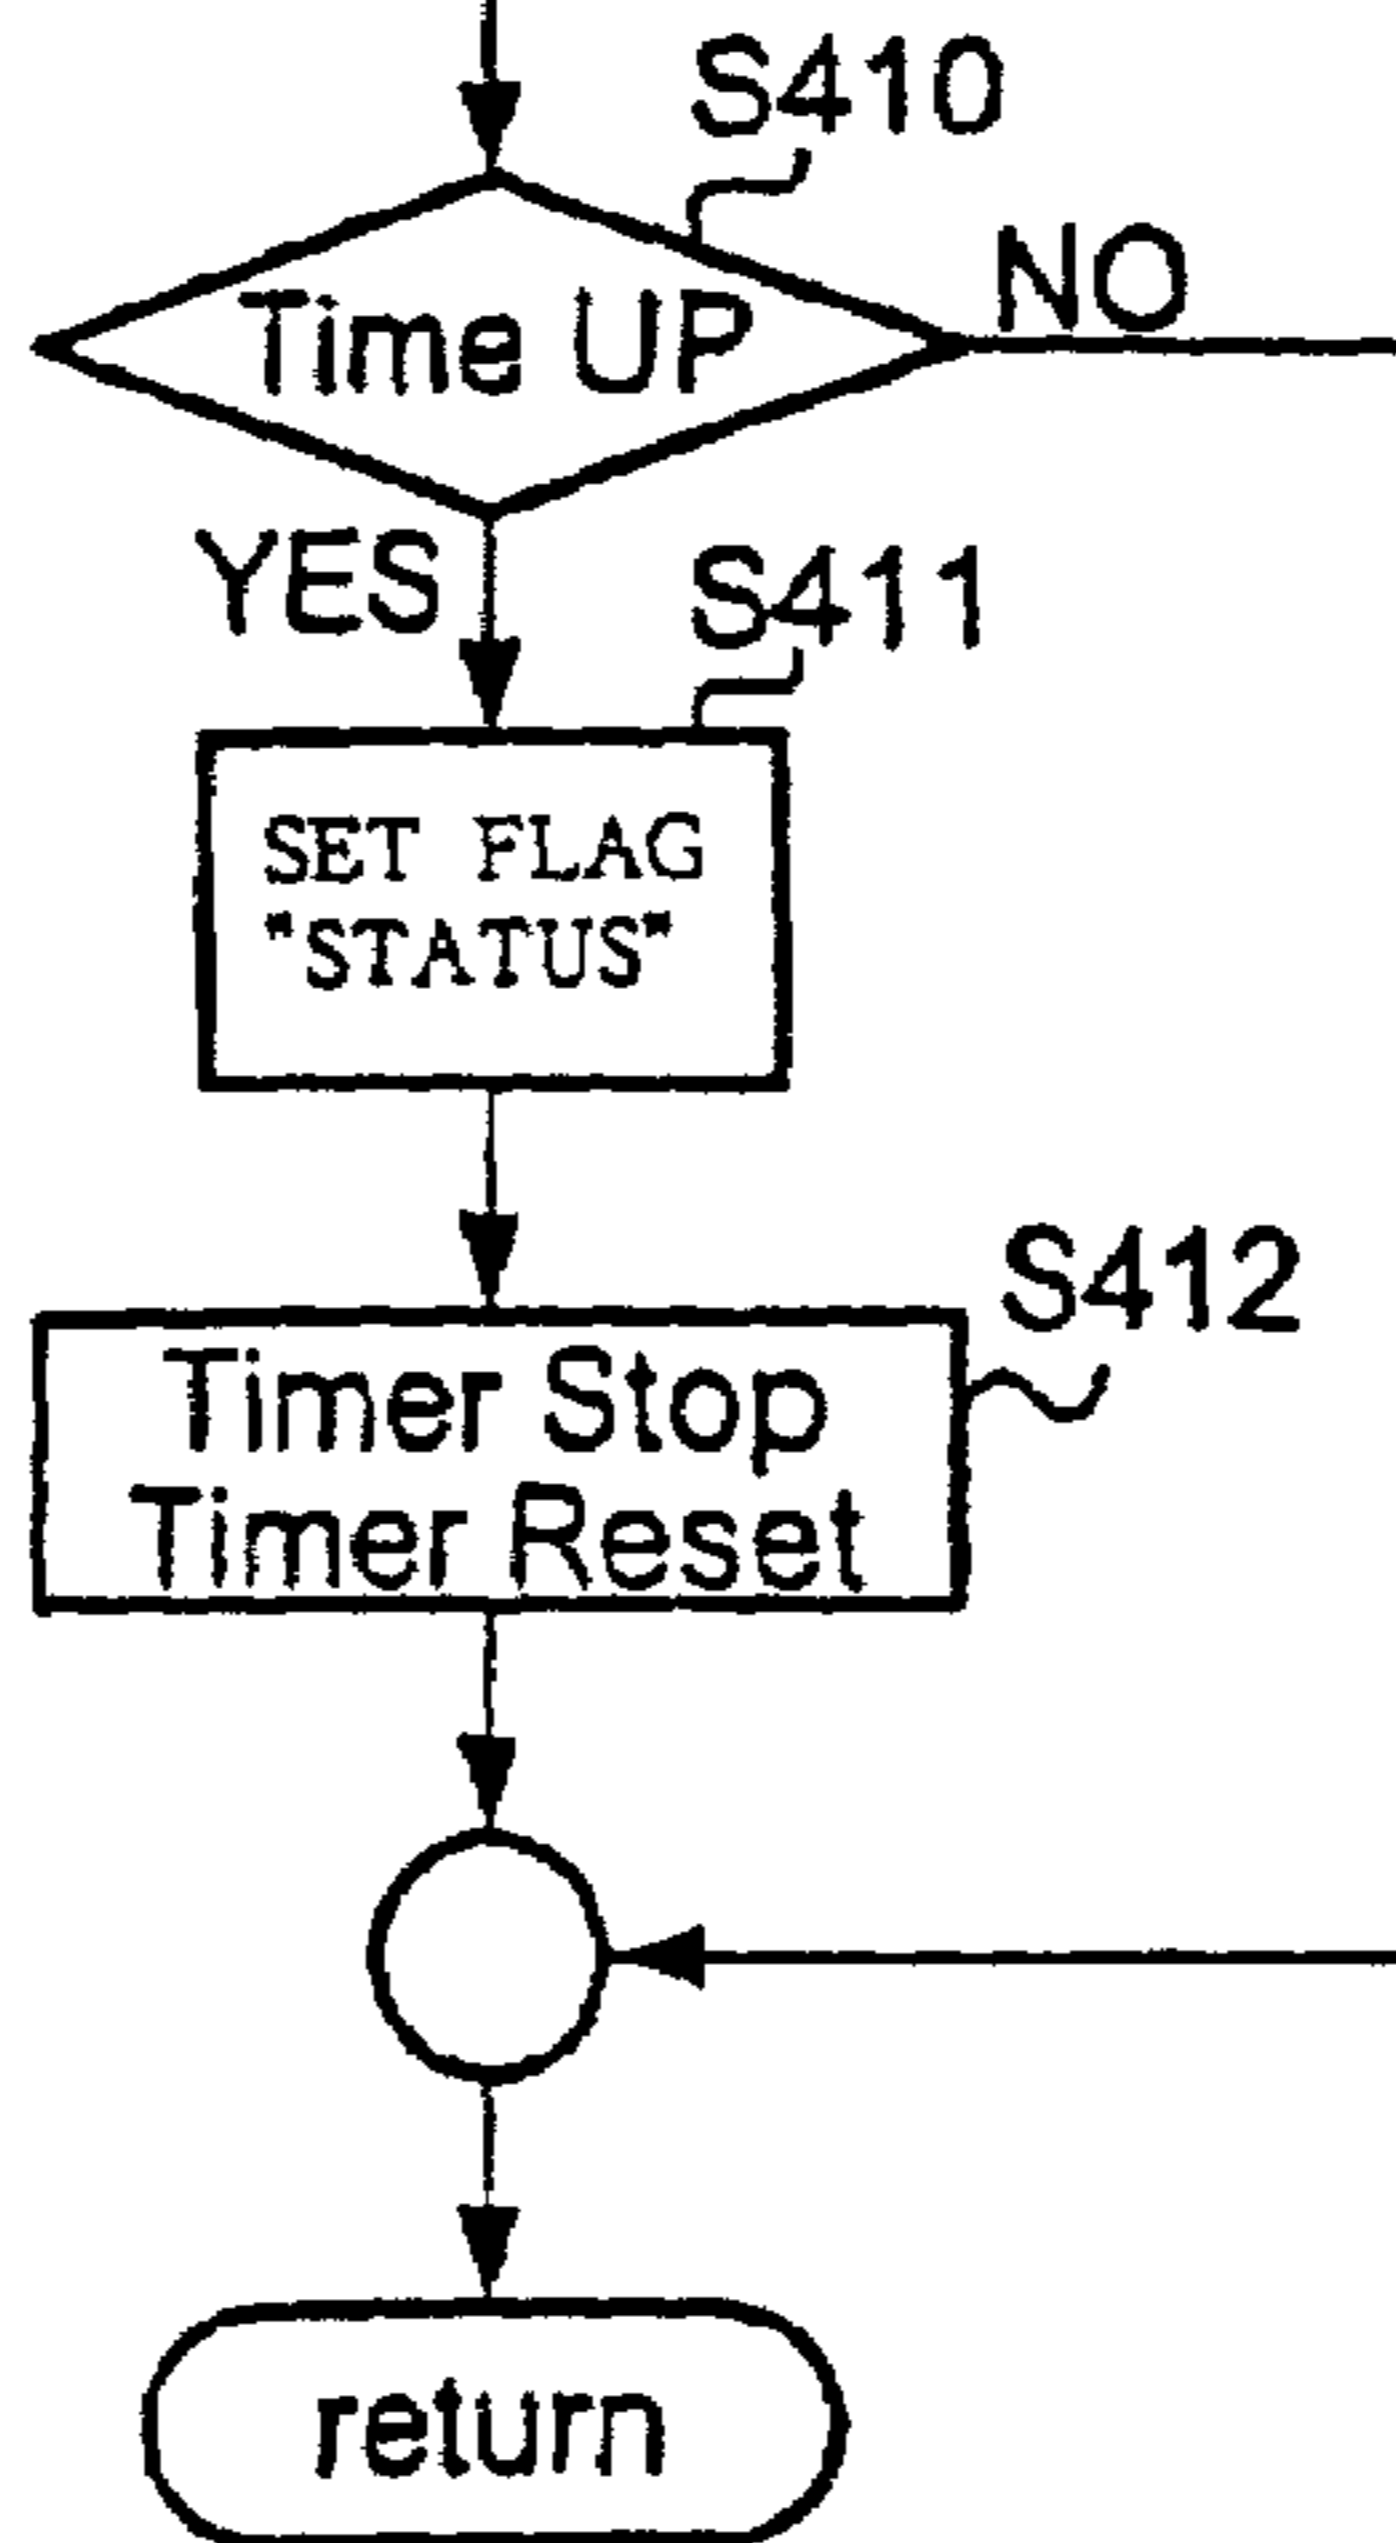 S410
Time UP
NO
YES
S411
SET FLAG
"STATUS"
S412
Timer Stop
Timer Reset
return